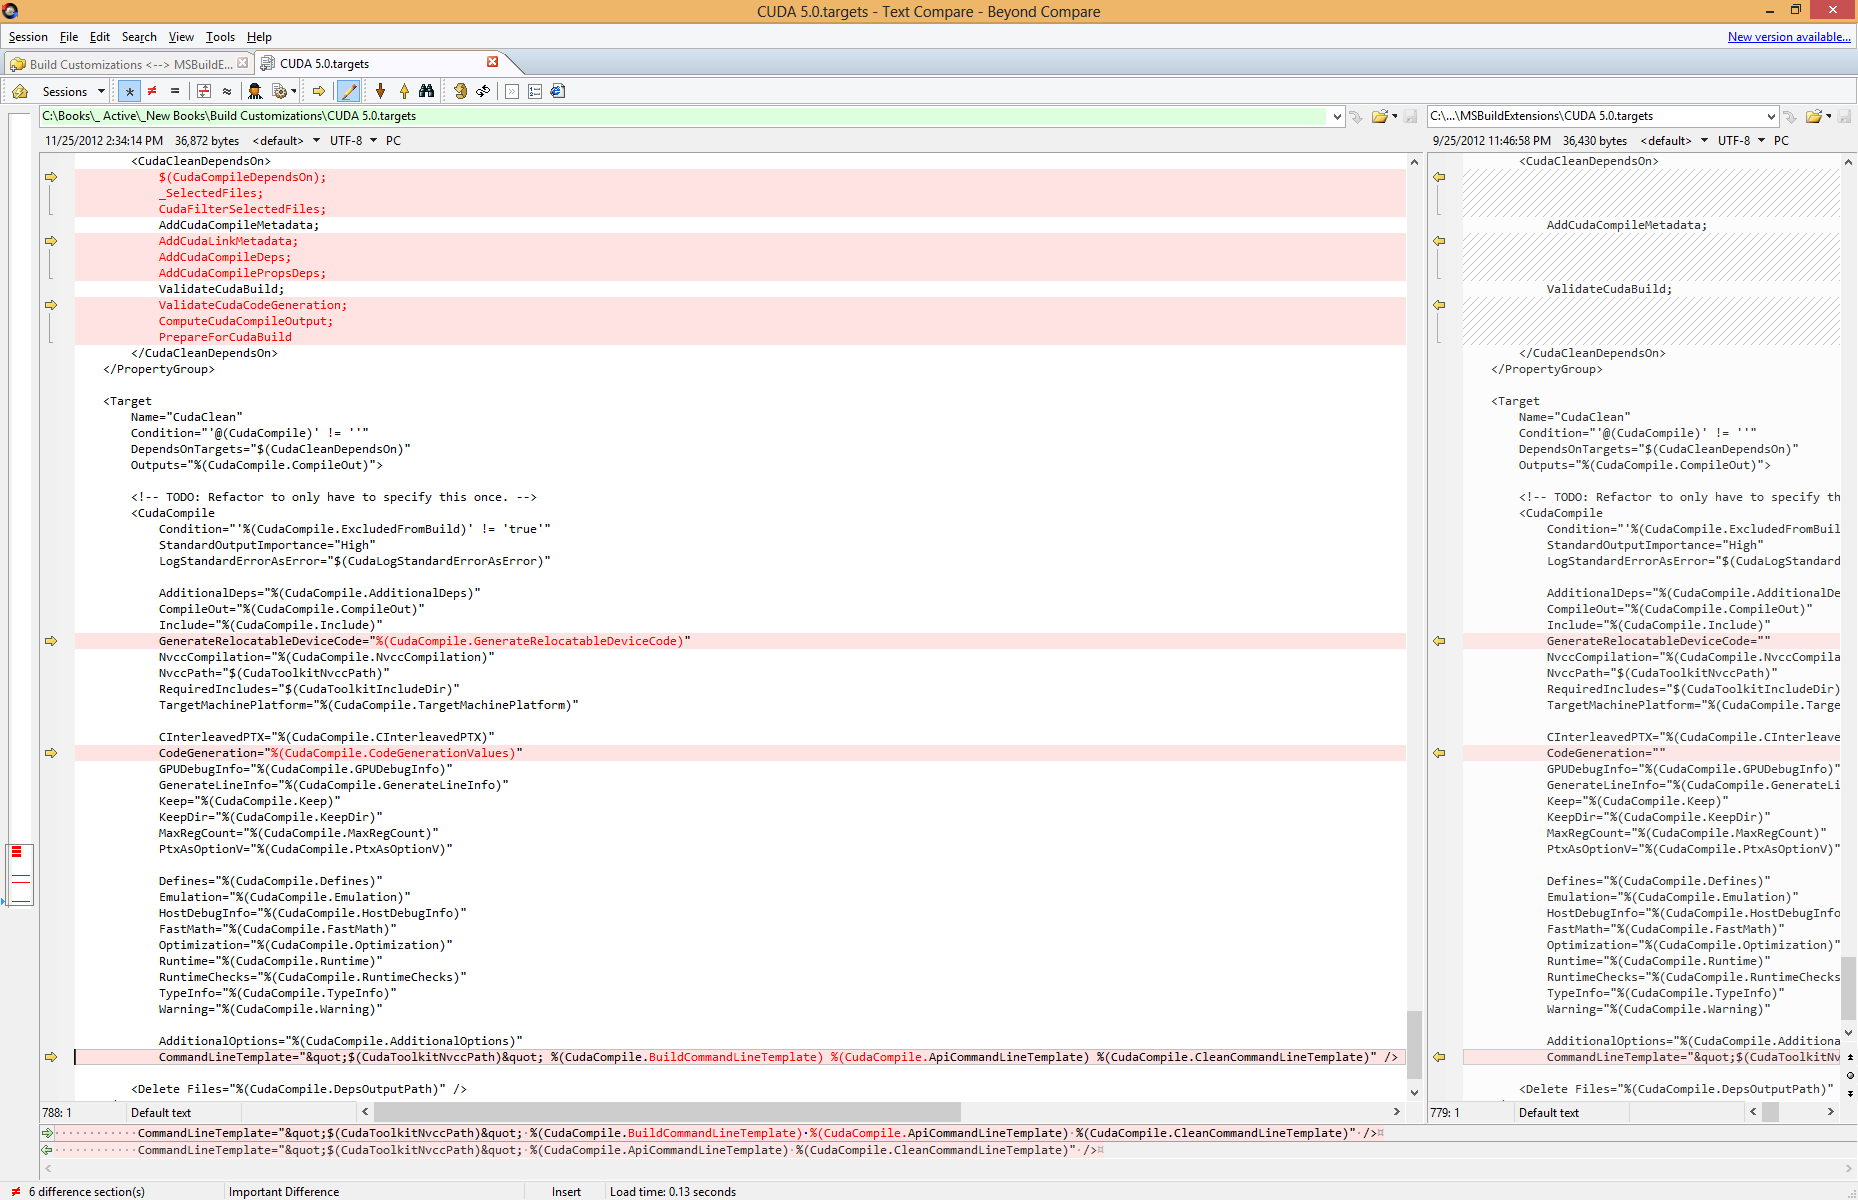 CUDA 5.0.targets - Text Compare - Beyond Compare
Session File Edit Search View Tools Help
New version available...
Build Customizations <--> MSBuildE...
CUDA 5.0.targets
Sessions
C:\Books\_ Active\_New Books\Build Customizations\CUDA 5.0.targets
11/25/2012 2:34:14 PM 36,872 bytes <default> UTF-8 PC
<CudaCleanDependsOn>
$(CudaCompileDependsOn);
_SelectedFiles;
CudaFilterSelectedFiles;
AddCudaCompileMetadata;
AddCudaLinkMetadata;
AddCudaCompileDeps;
AddCudaCompilePropsDeps;
ValidateCudaBuild;
ValidateCudaCodeGeneration;
ComputeCudaCompileOutput;
PrepareForCudaBuild
</CudaCleanDependsOn>
</PropertyGroup>
<Target
Name="CudaClean"
Condition="'@(CudaCompile)' != ''"
DependsOnTargets="$(CudaCleanDependsOn)"
Outputs="%(CudaCompile.CompileOut)">
<!-- TODO: Refactor to only have to specify this once. -->
<CudaCompile
Condition="'%(CudaCompile.ExcludedFromBuild)' != 'true'"
StandardOutputImportance="High"
LogStandardErrorAsError="$(CudaLogStandardErrorAsError)"
AdditionalDeps="%(CudaCompile.AdditionalDeps)"
CompileOut="%(CudaCompile.CompileOut)"
Include="%(CudaCompile.Include)"
GenerateRelocatableDeviceCode="%(CudaCompile.GenerateRelocatableDeviceCode)"
NvccCompilation="%(CudaCompile.NvccCompilation)"
NvccPath="$(CudaToolkitNvccPath)"
RequiredIncludes="$(CudaToolkitIncludeDir)"
TargetMachinePlatform="%(CudaCompile.TargetMachinePlatform)"
CInterleavedPTX="%(CudaCompile.CInterleavedPTX)"
CodeGeneration="%(CudaCompile.CodeGenerationValues)"
GPUDebugInfo="%(CudaCompile.GPUDebugInfo)"
GenerateLineInfo="%(CudaCompile.GenerateLineInfo)"
Keep="%(CudaCompile.Keep)"
KeepDir="%(CudaCompile.KeepDir)"
MaxRegCount="%(CudaCompile.MaxRegCount)"
PtxAsOptionV="%(CudaCompile.PtxAsOptionV)"
Defines="%(CudaCompile.Defines)"
Emulation="%(CudaCompile.Emulation)"
HostDebugInfo="%(CudaCompile.HostDebugInfo)"
FastMath="%(CudaCompile.FastMath)"
Optimization="%(CudaCompile.Optimization)"
Runtime="%(CudaCompile.Runtime)"
RuntimeChecks="%(CudaCompile.RuntimeChecks)"
TypeInfo="%(CudaCompile.TypeInfo)"
Warning="%(CudaCompile.Warning)"
AdditionalOptions="%(CudaCompile.AdditionalOptions)"
CommandLineTemplate="&quot;$(CudaToolkitNvccPath)&quot; %(CudaCompile.BuildCommandLineTemplate) %(CudaCompile.ApiCommandLineTemplate) %(CudaCompile.CleanCommandLineTemplate)" />
<Delete Files="%(CudaCompile.DepsOutputPath)" />
788: 1 Default text
C:\...\MSBuildExtensions\CUDA 5.0.targets
9/25/2012 11:46:58 PM 36,430 bytes <default> UTF-8 PC
<CudaCleanDependsOn>
AddCudaCompileMetadata;
ValidateCudaBuild;
</CudaCleanDependsOn>
</PropertyGroup>
<Target
Name="CudaClean"
Condition="'@(CudaCompile)' != ''"
DependsOnTargets="$(CudaCleanDependsOn)"
Outputs="%(CudaCompile.CompileOut)">
<!-- TODO: Refactor to only have to specify th
<CudaCompile
Condition="'%(CudaCompile.ExcludedFromBuil
StandardOutputImportance="High"
LogStandardErrorAsError="$(CudaLogStandard
AdditionalDeps="%(CudaCompile.AdditionalDe
CompileOut="%(CudaCompile.CompileOut)"
Include="%(CudaCompile.Include)"
GenerateRelocatableDeviceCode=""
NvccCompilation="%(CudaCompile.NvccCompila
NvccPath="$(CudaToolkitNvccPath)"
RequiredIncludes="$(CudaToolkitIncludeDir)
TargetMachinePlatform="%(CudaCompile.Targe
CInterleavedPTX="%(CudaCompile.CInterleave
CodeGeneration=""
GPUDebugInfo="%(CudaCompile.GPUDebugInfo)"
GenerateLineInfo="%(CudaCompile.GenerateLi
Keep="%(CudaCompile.Keep)"
KeepDir="%(CudaCompile.KeepDir)"
MaxRegCount="%(CudaCompile.MaxRegCount)"
PtxAsOptionV="%(CudaCompile.PtxAsOptionV)"
Defines="%(CudaCompile.Defines)"
Emulation="%(CudaCompile.Emulation)"
HostDebugInfo="%(CudaCompile.HostDebugInfo
FastMath="%(CudaCompile.FastMath)"
Optimization="%(CudaCompile.Optimization)"
Runtime="%(CudaCompile.Runtime)"
RuntimeChecks="%(CudaCompile.RuntimeChecks
TypeInfo="%(CudaCompile.TypeInfo)"
Warning="%(CudaCompile.Warning)"
AdditionalOptions="%(CudaCompile.Additiona
CommandLineTemplate="&quot;$(CudaToolkitNv
<Delete Files="%(CudaCompile.DepsOutputPath)"
779: 1 Default text
CommandLineTemplate="&quot;$(CudaToolkitNvccPath)&quot;·%(CudaCompile.BuildCommandLineTemplate)·%(CudaCompile.ApiCommandLineTemplate)·%(CudaCompile.CleanCommandLineTemplate)"·/>¤
CommandLineTemplate="&quot;$(CudaToolkitNvccPath)&quot;·%(CudaCompile.ApiCommandLineTemplate)·%(CudaCompile.CleanCommandLineTemplate)"·/>¤
6 difference section(s) Important Difference Insert Load time: 0.13 seconds